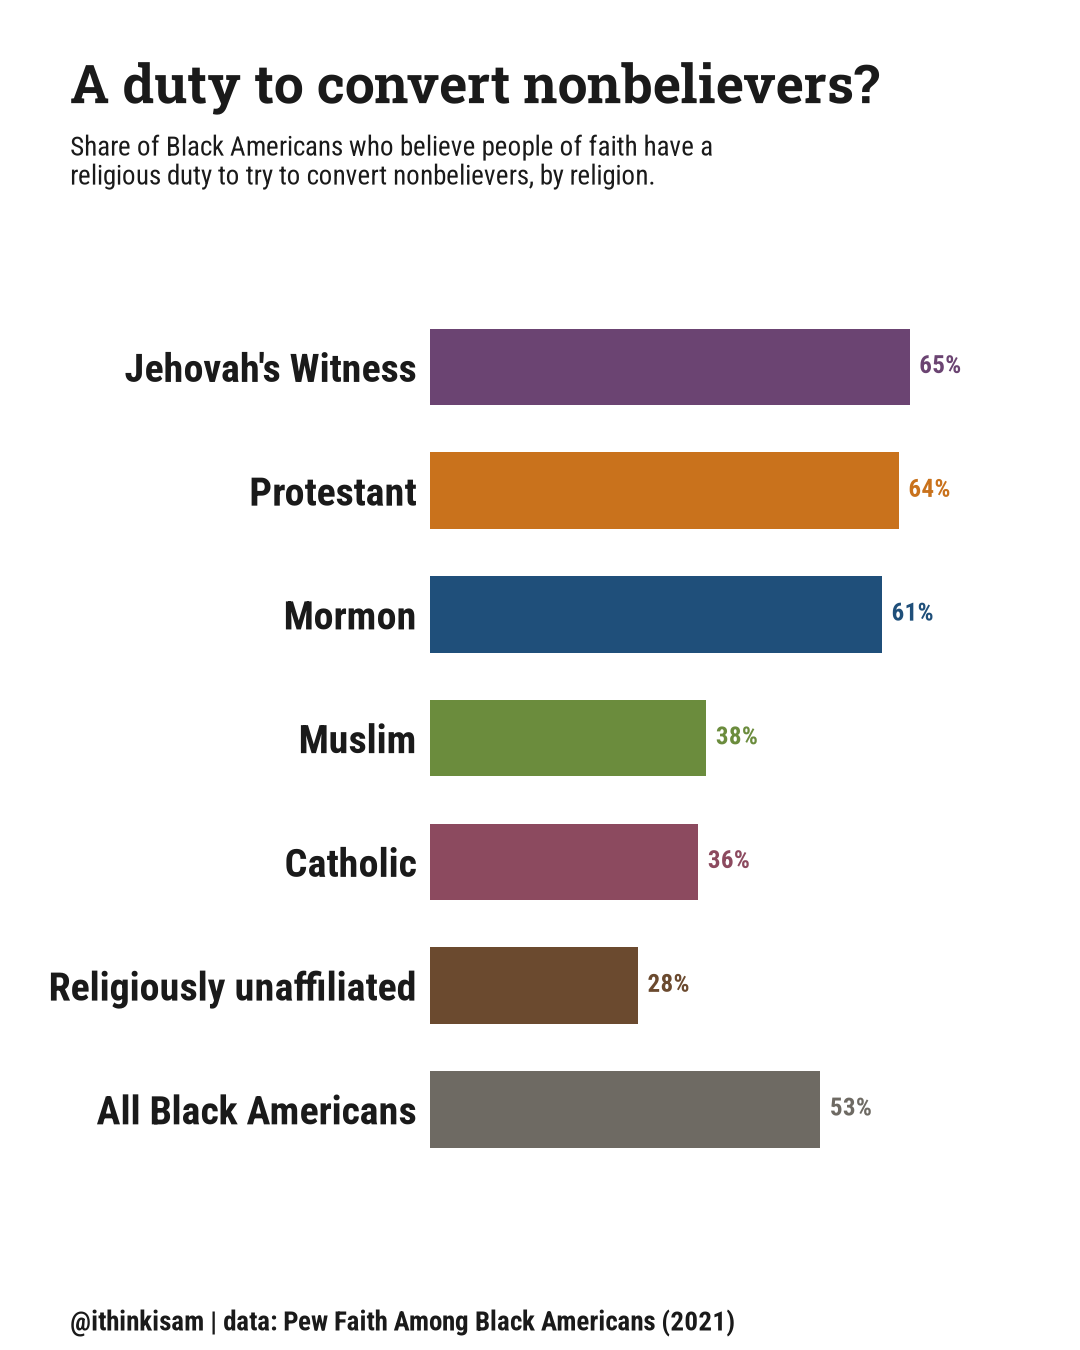 A duty to convert nonbelievers?
Share of Black Americans who believe people of faith have a
religious duty to try to convert nonbelievers, by religion.
Jehovah's Witness 65%
Protestant 64%
Mormon 61%
Muslim 38%
Catholic 36%
Religiously unaffiliated 28%
All Black Americans 53%
@ithinkisam | data: Pew Faith Among Black Americans (2021)